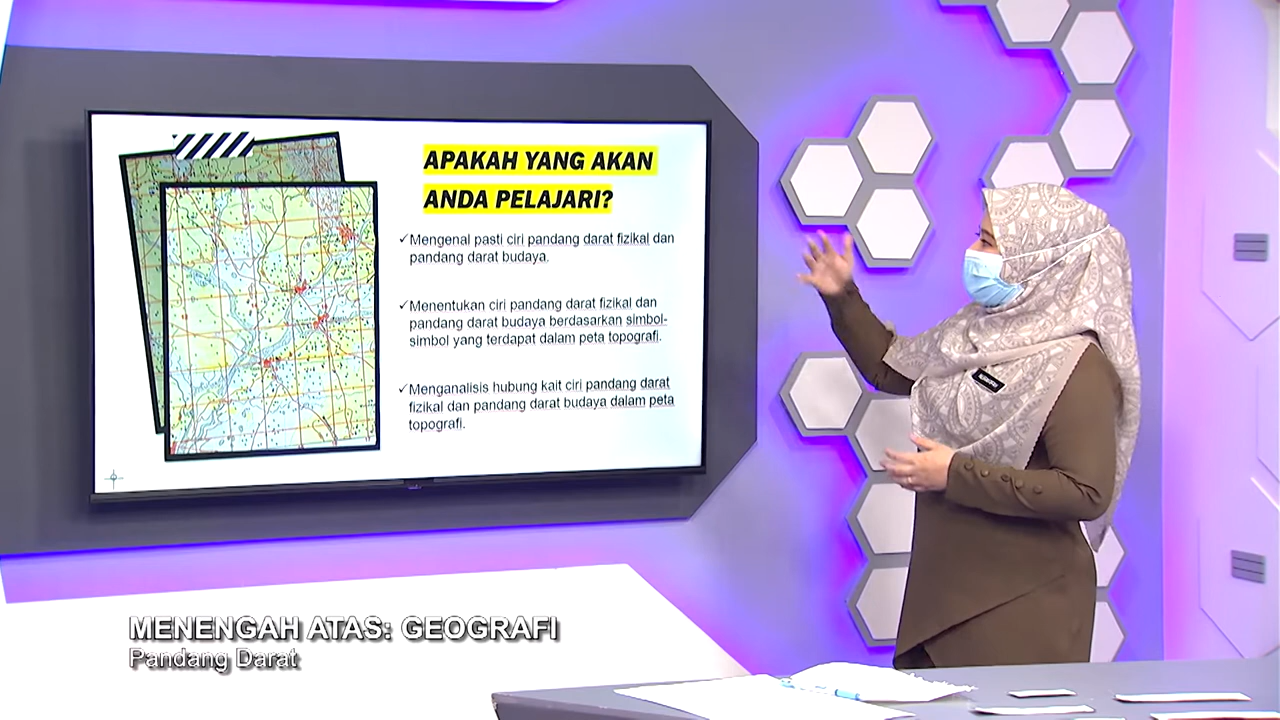 APAKAH YANG AKAN
ANDA PELAJARI?
✓Mengenal pasti ciri pandang darat fizikal dan
pandang darat budaya.
✓Menentukan ciri pandang darat fizikal dan
pandang darat budaya berdasarkan simbol-
simbol yang terdapat dalam peta topografi.
✓Menganalisis hubung kait ciri pandang darat
fizikal dan pandang darat budaya dalam peta
topografi.
MENENGAH ATAS: GEOGRAFI
Pandang Darat